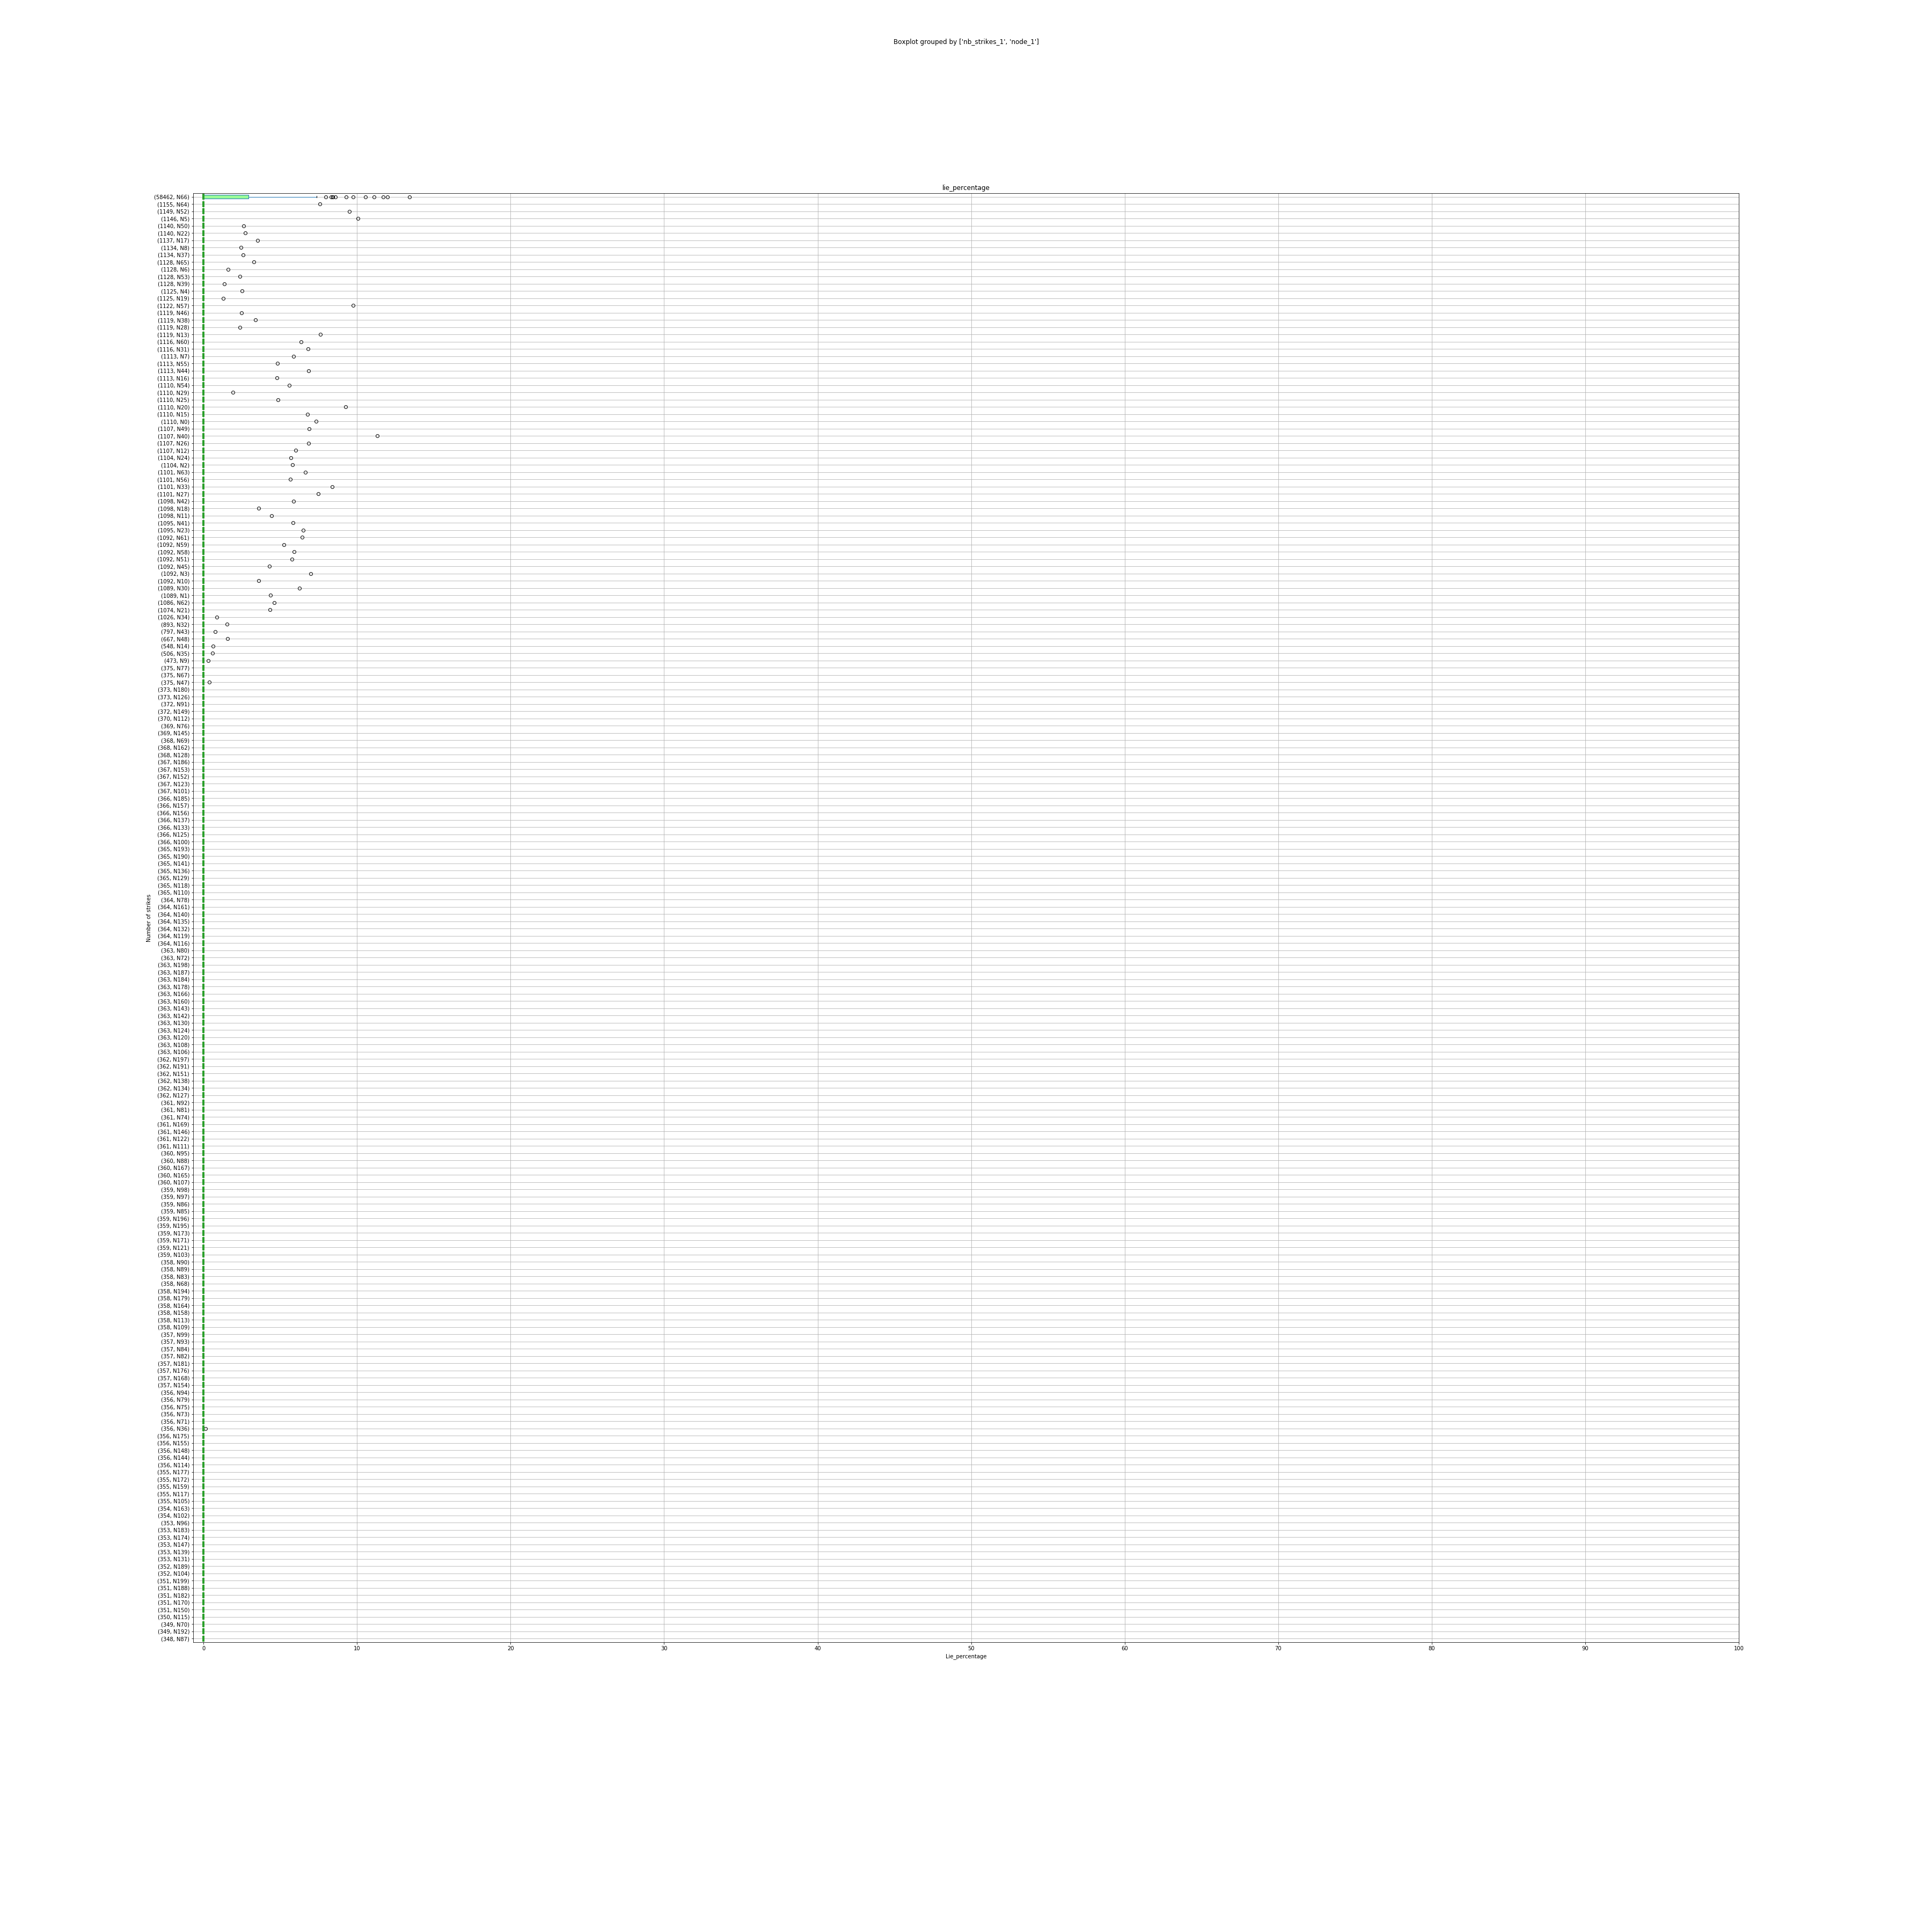 Boxplot grouped by ['nb_strikes_1', 'node_1']
lie_percentage
(58462, N66)
(1155, N64)
(1149, N52)
(1146, N5)
(1140, N50)
(1140, N22)
(1137, N17)
(1134, N8)
(1134, N37)
(1128, N65)
(1128, N6)
(1128, N53)
(1128, N39)
(1125, N4)
(1125, N19)
(1122, N57)
(1119, N46)
(1119, N38)
(1119, N28)
(1119, N13)
(1116, N60)
(1116, N31)
(1113, N7)
(1113, N55)
(1113, N44)
(1113, N16)
(1110, N54)
(1110, N29)
(1110, N25)
(1110, N20)
(1110, N15)
(1110, N0)
(1107, N49)
(1107, N40)
(1107, N26)
(1107, N12)
(1104, N24)
(1104, N2)
(1101, N63)
(1101, N56)
(1101, N33)
(1101, N27)
(1098, N42)
(1098, N18)
(1098, N11)
(1095, N41)
(1095, N23)
(1092, N61)
(1092, N59)
(1092, N58)
(1092, N51)
(1092, N45)
(1092, N3)
(1092, N10)
(1089, N30)
(1089, N1)
(1086, N62)
(1074, N21)
(1026, N34)
(893, N32)
(797, N43)
(667, N48)
(548, N14)
(506, N35)
(473, N9)
(375, N77)
(375, N67)
(375, N47)
(373, N180)
(373, N126)
(372, N91)
(372, N149)
(370, N112)
(369, N76)
(369, N145)
(368, N69)
(368, N162)
(368, N128)
(367, N186)
(367, N153)
(367, N152)
(367, N123)
(367, N101)
(366, N185)
(366, N157)
(366, N156)
(366, N137)
(366, N133)
(366, N125)
(366, N100)
(365, N193)
(365, N190)
(365, N141)
(365, N136)
(365, N129)
(365, N118)
(365, N110)
(364, N78)
(364, N161)
(364, N140)
(364, N135)
(364, N132)
(364, N119)
(364, N116)
(363, N80)
(363, N72)
(363, N198)
(363, N187)
(363, N184)
(363, N178)
(363, N166)
(363, N160)
(363, N143)
(363, N142)
(363, N130)
(363, N124)
(363, N120)
(363, N108)
(363, N106)
(362, N197)
(362, N191)
(362, N151)
(362, N138)
(362, N134)
(362, N127)
(361, N92)
(361, N81)
(361, N74)
(361, N169)
(361, N146)
(361, N122)
(361, N111)
(360, N95)
(360, N88)
(360, N167)
(360, N165)
(360, N107)
(359, N98)
(359, N97)
(359, N86)
(359, N85)
(359, N196)
(359, N195)
(359, N173)
(359, N171)
(359, N121)
(359, N103)
(358, N90)
(358, N89)
(358, N83)
(358, N68)
(358, N194)
(358, N179)
(358, N164)
(358, N158)
(358, N113)
(358, N109)
(357, N99)
(357, N93)
(357, N84)
(357, N82)
(357, N181)
(357, N176)
(357, N168)
(357, N154)
(356, N94)
(356, N79)
(356, N75)
(356, N73)
(356, N71)
(356, N36)
(356, N175)
(356, N155)
(356, N148)
(356, N144)
(356, N114)
(355, N177)
(355, N172)
(355, N159)
(355, N117)
(355, N105)
(354, N163)
(354, N102)
(353, N96)
(353, N183)
(353, N174)
(353, N147)
(353, N139)
(353, N131)
(352, N189)
(352, N104)
(351, N199)
(351, N188)
(351, N182)
(351, N170)
(351, N150)
(350, N115)
(349, N70)
(349, N192)
(348, N87)
Number of strikes
0 10 20 30 40 50 60 70 80 90 100
Lie_percentage